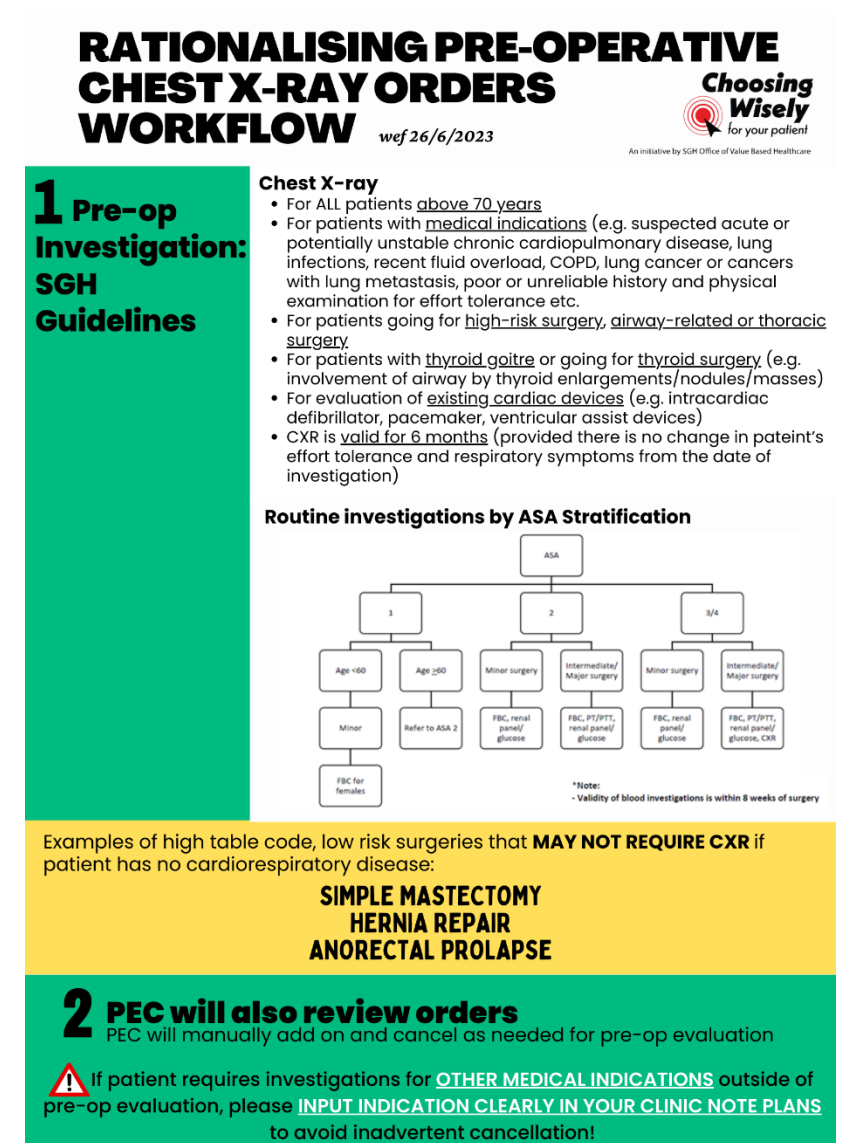 RATIONALISING PRE-OPERATIVE
CHEST X-RAY ORDERS
WORKFLOW wef 26/6/2023
Choosing
Wisely
for your patient
An initiative by SGH Office of Value Based Healthcare
1 Pre-op
Investigation:
SGH
Guidelines
Chest X-ray
• For ALL patients above 70 years
• For patients with medical indications (e.g. suspected acute or
potentially unstable chronic cardiopulmonary disease, lung
infections, recent fluid overload, COPD, lung cancer or cancers
with lung metastasis, poor or unreliable history and physical
examination for effort tolerance etc.
• For patients going for high-risk surgery, airway-related or thoracic
surgery
• For patients with thyroid goitre or going for thyroid surgery (e.g.
involvement of airway by thyroid enlargements/nodules/masses)
• For evaluation of existing cardiac devices (e.g. intracardiac
defibrillator, pacemaker, ventricular assist devices)
• CXR is valid for 6 months (provided there is no change in pateint's
effort tolerance and respiratory symptoms from the date of
investigation)
Routine investigations by ASA Stratification
ASA
1
2
3/4
Age <60
Age ≥60
Minor surgery
Intermediate/
Major surgery
Minor surgery
Intermediate/
Major surgery
Minor
Refer to ASA 2
FBC, renal
panel/
glucose
FBC, PT/PTT,
renal panel/
glucose
FBC, renal
panel/
glucose
FBC, PT/PTT,
renal panel/
glucose, CXR
FBC for
females
*Note:
- Validity of blood investigations is within 8 weeks of surgery
Examples of high table code, low risk surgeries that MAY NOT REQUIRE CXR if
patient has no cardiorespiratory disease:
SIMPLE MASTECTOMY
HERNIA REPAIR
ANORECTAL PROLAPSE
2 PEC will also review orders
PEC will manually add on and cancel as needed for pre-op evaluation
! If patient requires investigations for OTHER MEDICAL INDICATIONS outside of
pre-op evaluation, please INPUT INDICATION CLEARLY IN YOUR CLINIC NOTE PLANS
to avoid inadvertent cancellation!